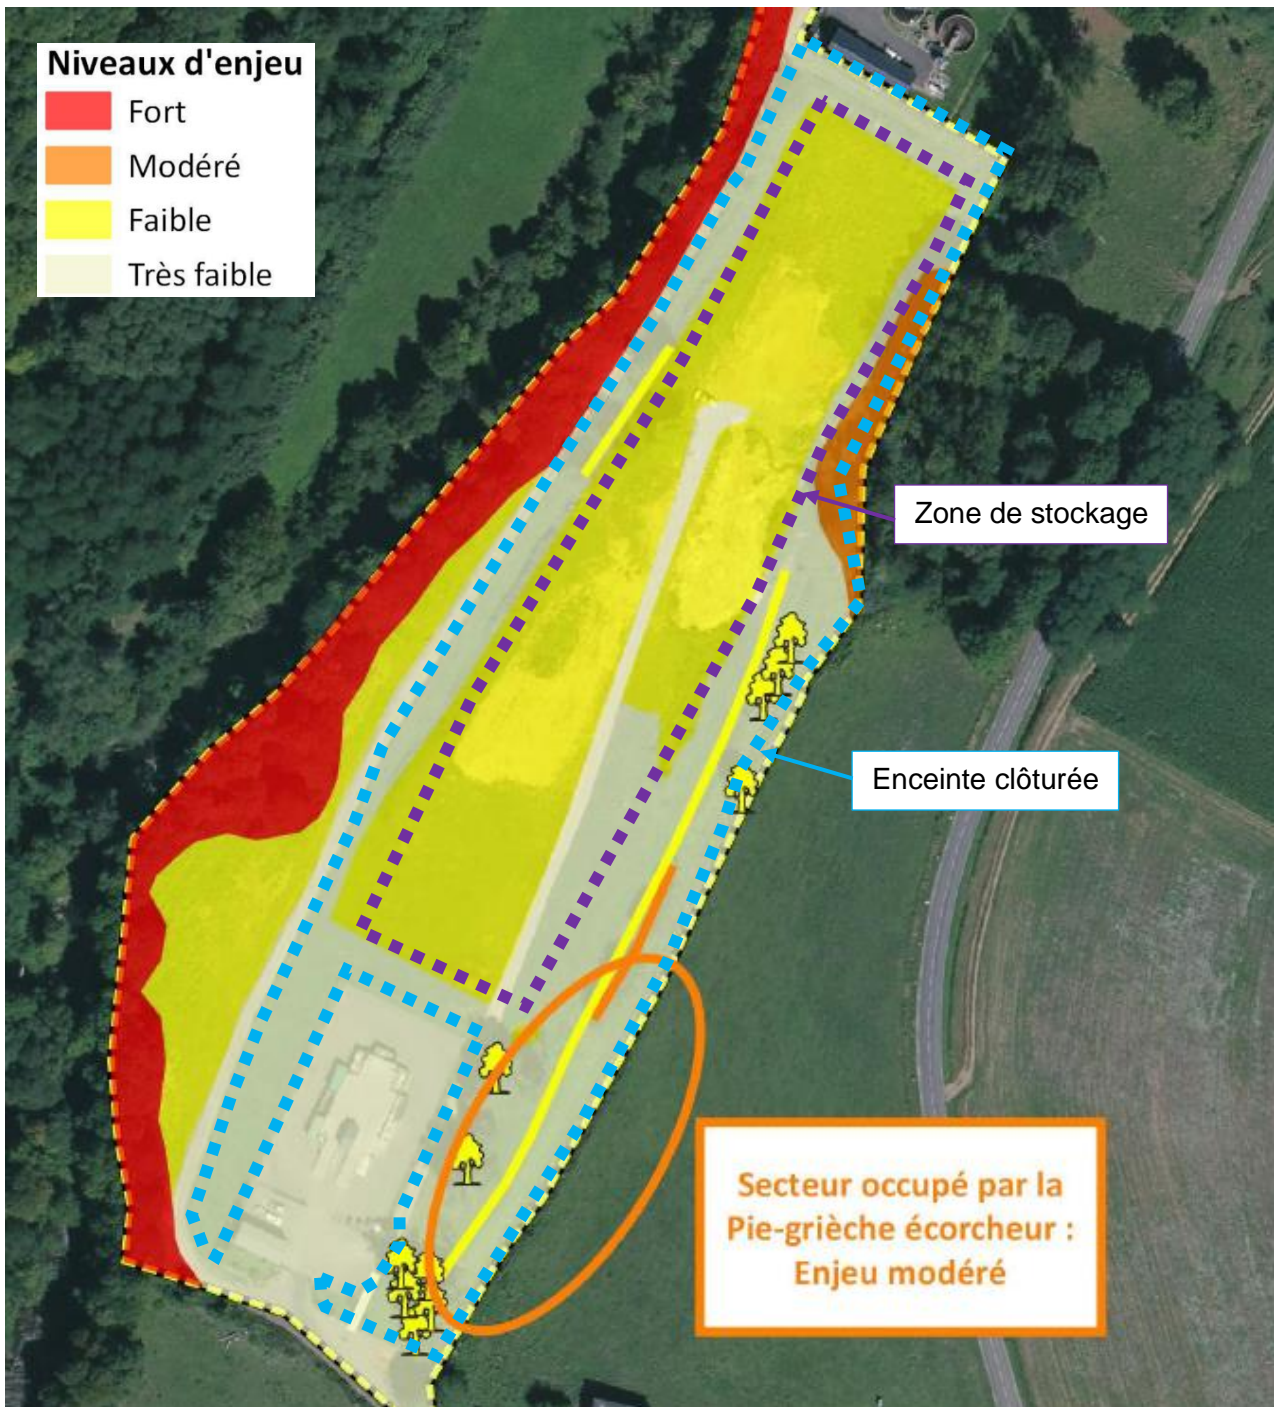 Niveaux d'enjeu
Fort
Modéré
Faible
Très faible
Zone de stockage
Enceinte clôturée
Secteur occupé par la
Pie-grièche écorcheur :
Enjeu modéré